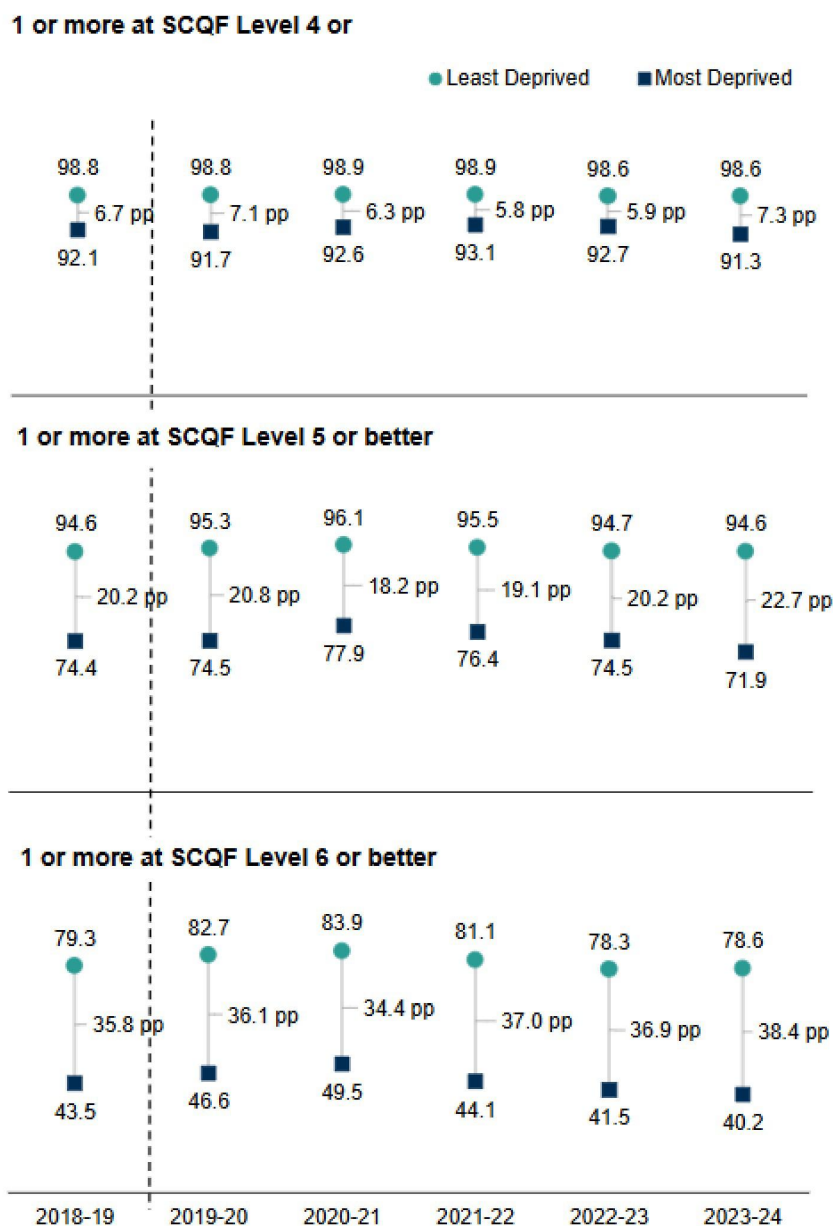 1 or more at SCQF Level 4 or
Least Deprived Most Deprived
98.8 98.8 98.9 98.9 98.6 98.6
6.7 pp 7.1 pp 6.3 pp 5.8 pp 5.9 pp 7.3 pp
92.1 91.7 92.6 93.1 92.7 91.3
1 or more at SCQF Level 5 or better
94.6 95.3 96.1 95.5 94.7 94.6
20.2 pp 20.8 pp 18.2 pp 19.1 pp 20.2 pp 22.7 pp
74.4 74.5 77.9 76.4 74.5 71.9
1 or more at SCQF Level 6 or better
79.3 82.7 83.9 81.1 78.3 78.6
35.8 pp 36.1 pp 34.4 pp 37.0 pp 36.9 pp 38.4 pp
43.5 46.6 49.5 44.1 41.5 40.2
2018-19 2019-20 2020-21 2021-22 2022-23 2023-24